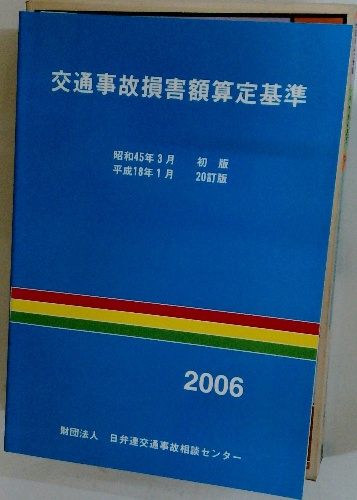 交通事故損害額算定基準
昭和45年3月 初版
平成18年1月 20訂版
2006
財団法人 日弁連交通事故相談センター